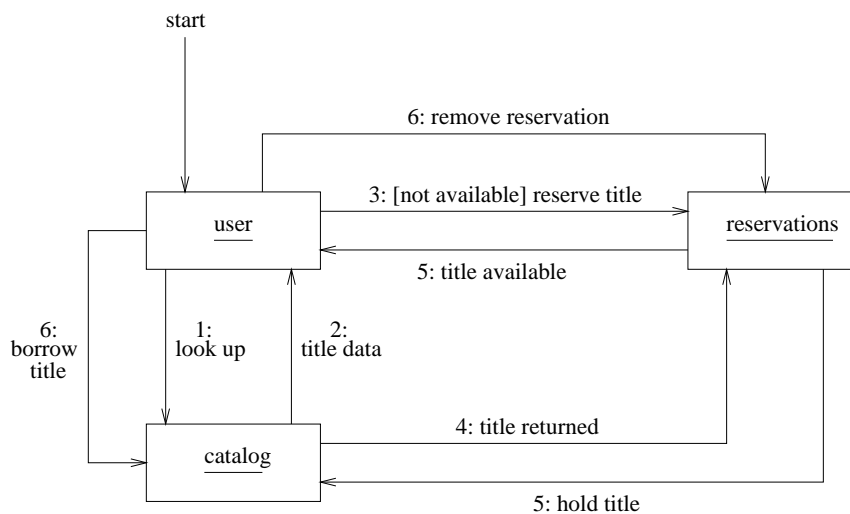 start
6: remove reservation
3: [not available] reserve title
user
reservations
5: title available
6:
borrow
title
1:
look up
2:
title data
catalog
4: title returned
5: hold title